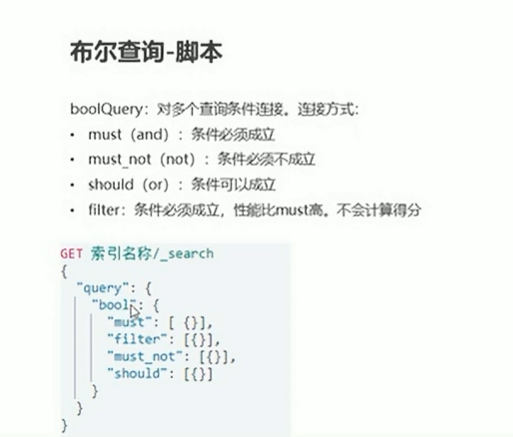 布尔查询-脚本
boolQuery：对多个查询条件连接。连接方式：
• must（and）：条件必须成立
• must_not（not）：条件必须不成立
• should（or）：条件可以成立
• filter：条件必须成立，性能比must高。不会计算得分
GET 索引名称/_search
{
"query": {
"bool": {
"must": [ {}],
"filter": [{}],
"must_not": [{}],
"should": [{}]
}
}
}